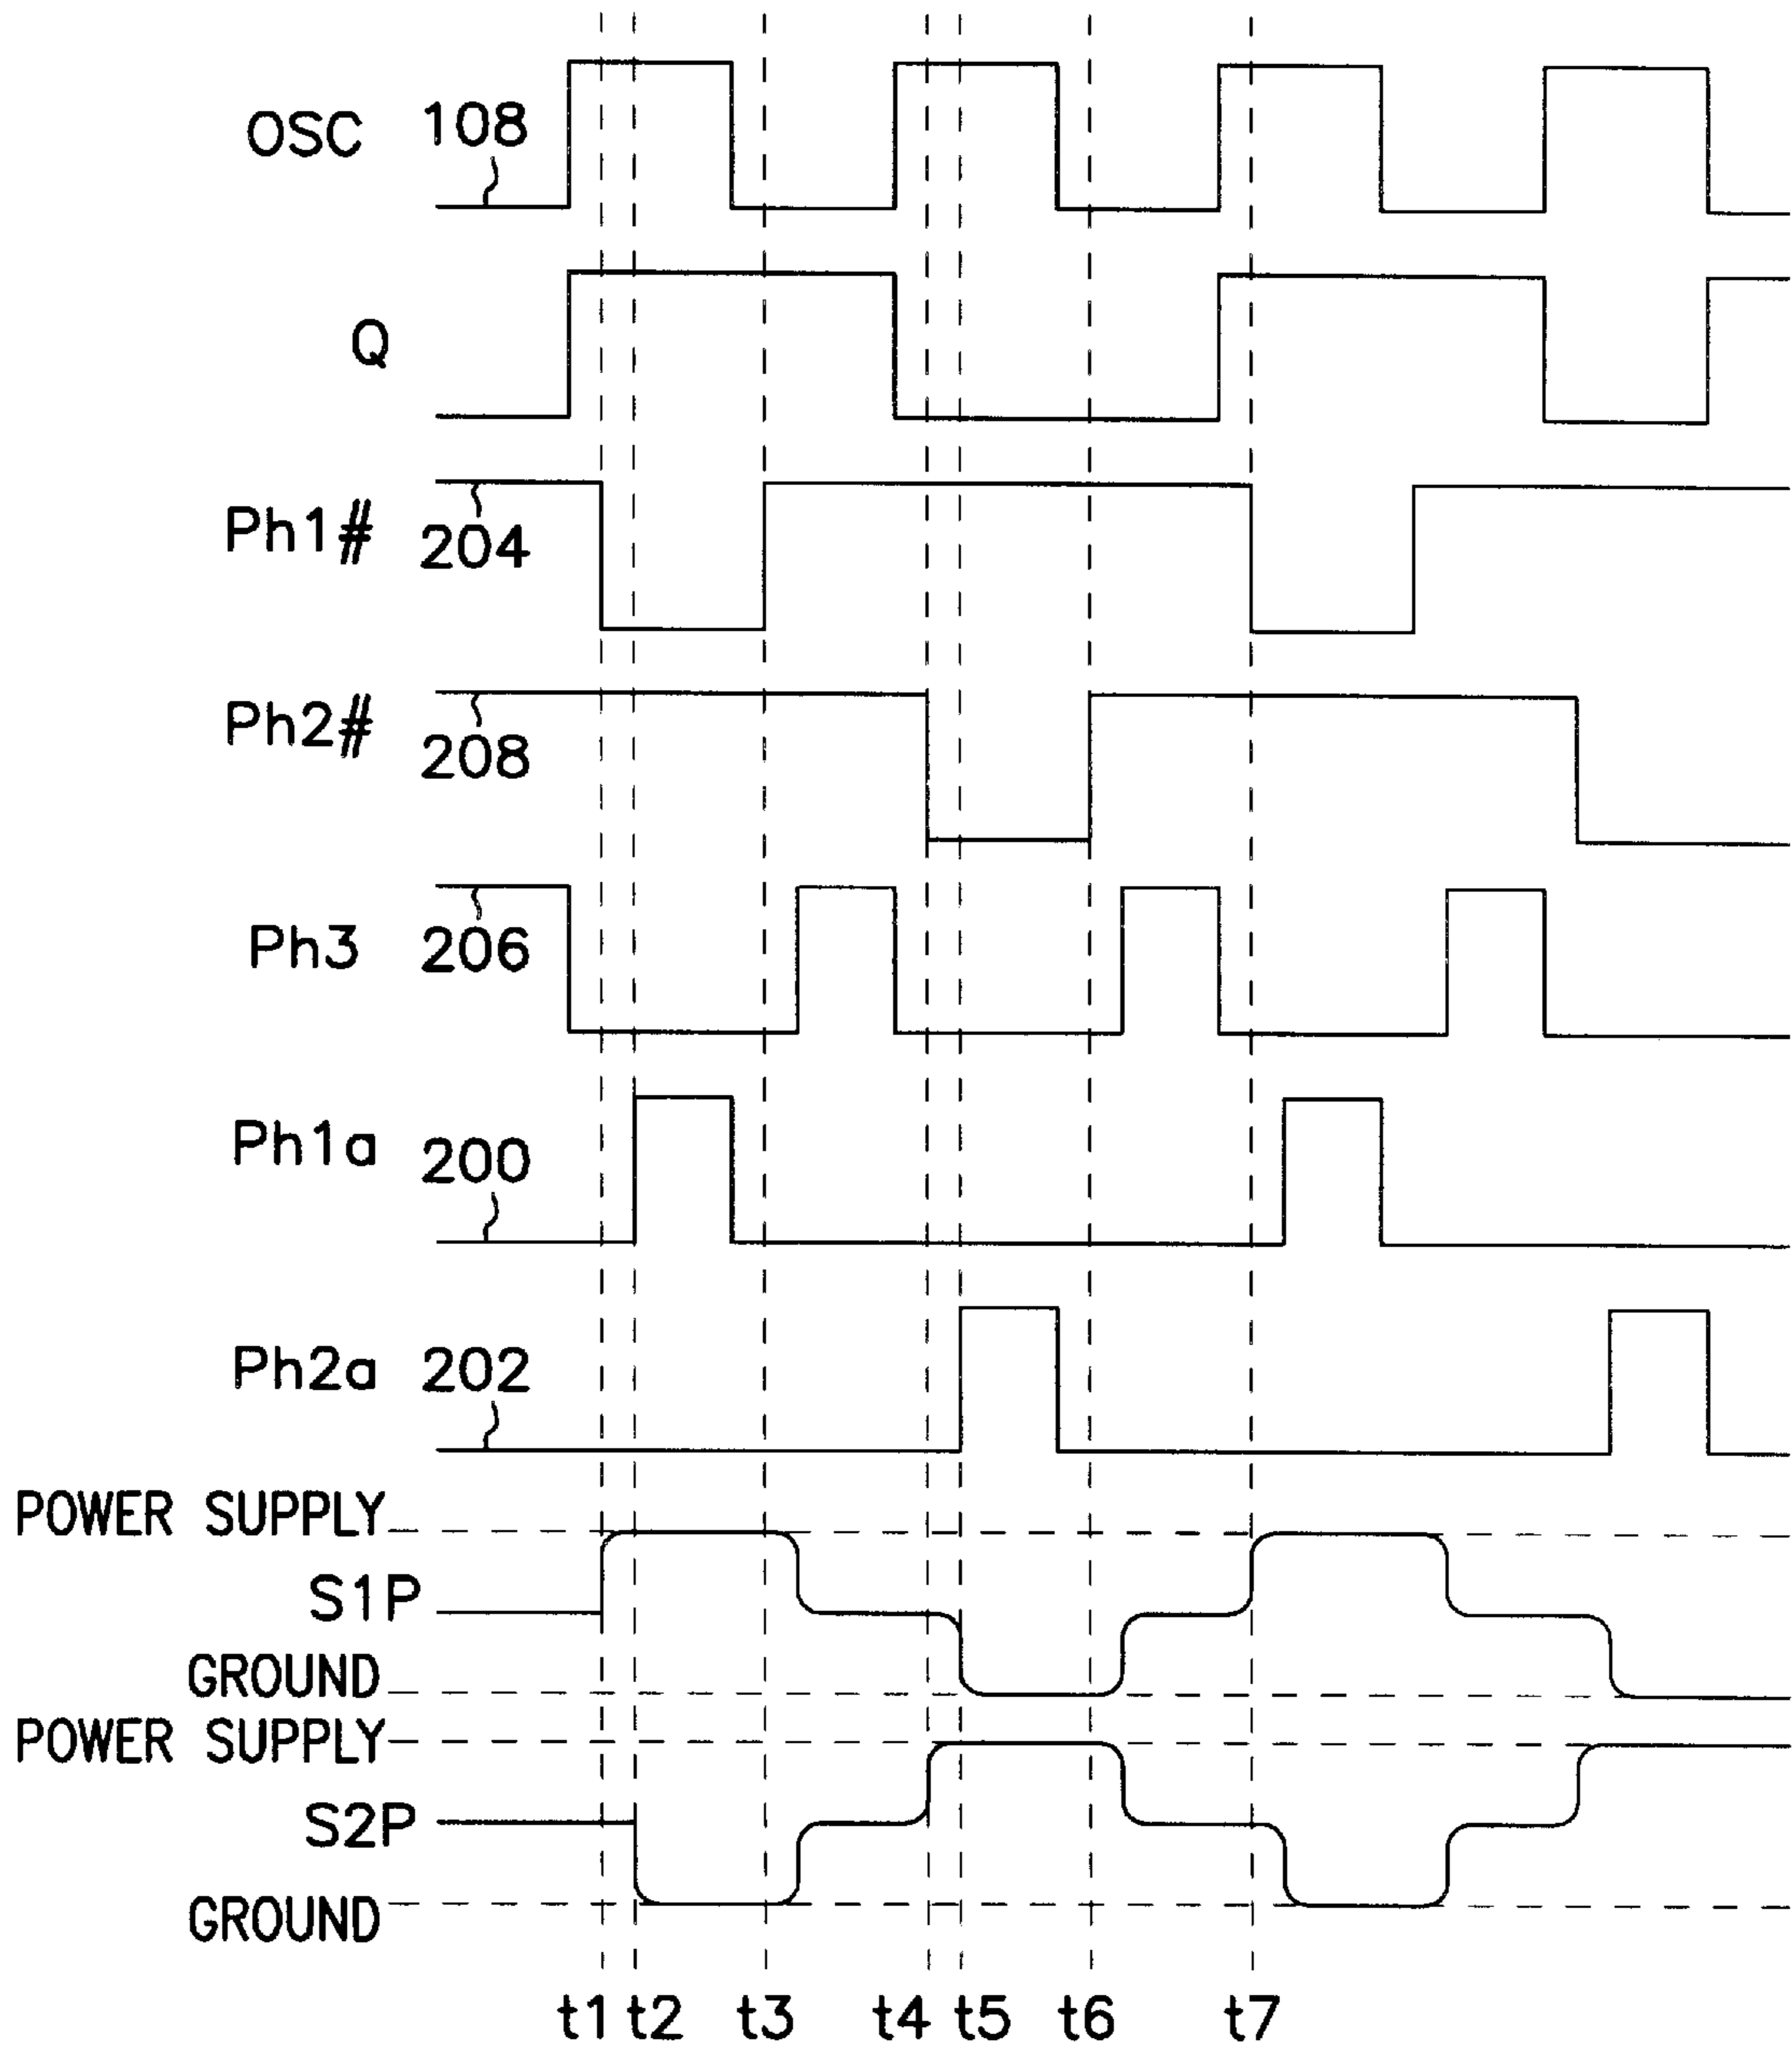 OSC 108
Q
Ph1# 204
Ph2# 208
Ph3 206
Ph1a 200
Ph2a 202
POWER SUPPLY
S1P
GROUND
POWER SUPPLY
S2P
GROUND
t1 t2 t3 t4 t5 t6 t7